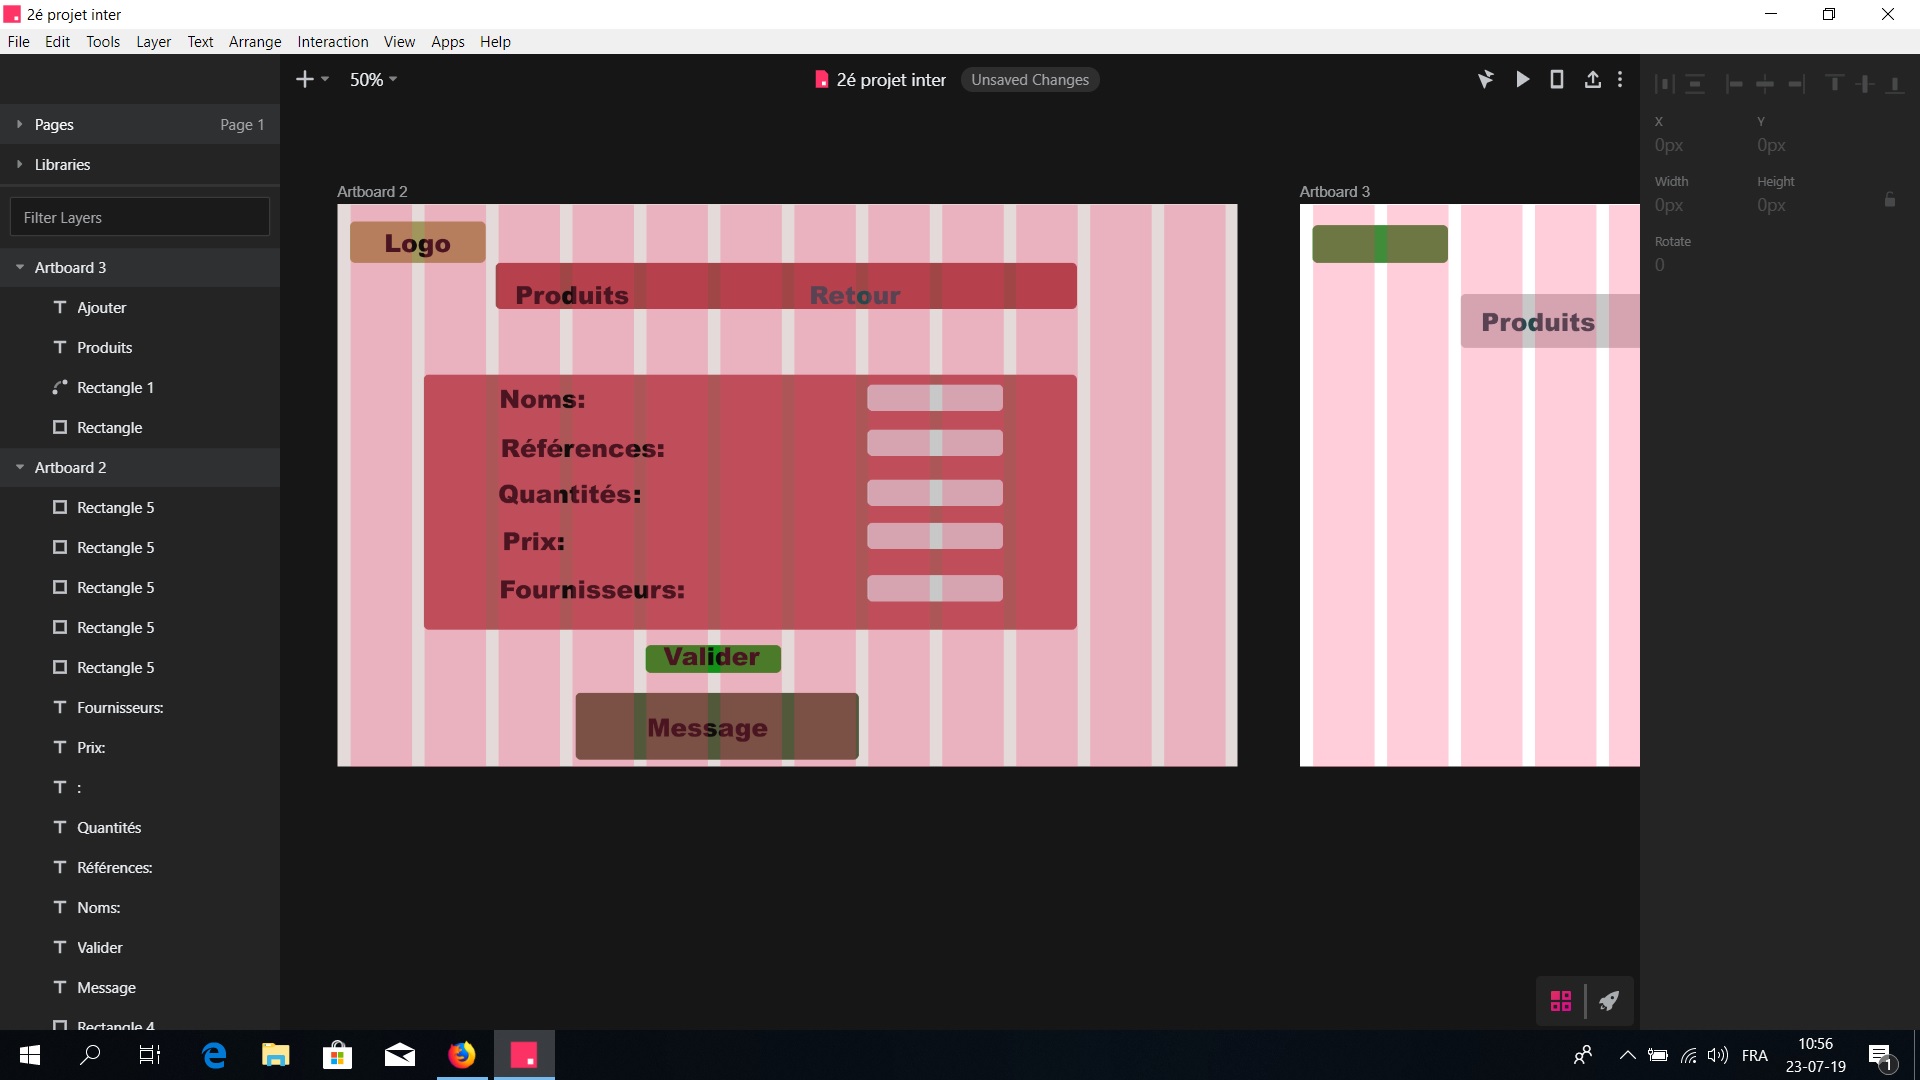 2é projet inter
File Edit Tools Layer Text Arrange Interaction View Apps Help
50%
2é projet inter
Unsaved Changes
Pages
Page 1
Libraries
Filter Layers
Artboard 3
Ajouter
Produits
Rectangle 1
Rectangle
Artboard 2
Rectangle 5
Rectangle 5
Rectangle 5
Rectangle 5
Rectangle 5
Fournisseurs:
Prix:
:
Quantités
Références:
Noms:
Valider
Message
Rectangle 4
Artboard 2
Logo
Produits
Retour
Noms:
Références:
Quantités:
Prix:
Fournisseurs:
Valider
Message
Artboard 3
Produits
X
Y
0px
0px
Width
Height
0px
0px
Rotate
0
FRA
10:56
23-07-19
1